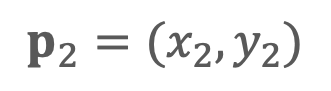 p₂ = (x₂, y₂)